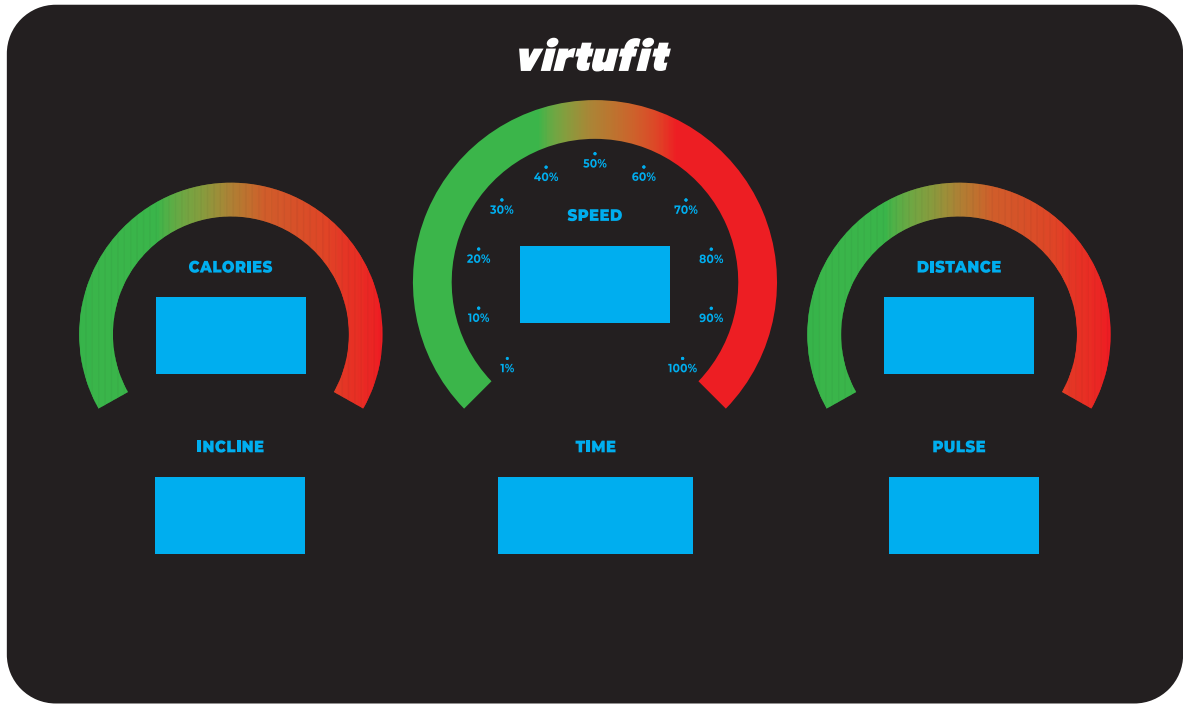 virtufit
50%
40%
60%
30%
70%
SPEED
20%
80%
CALORIES
DISTANCE
10%
90%
1%
100%
INCLINE
TIME
PULSE